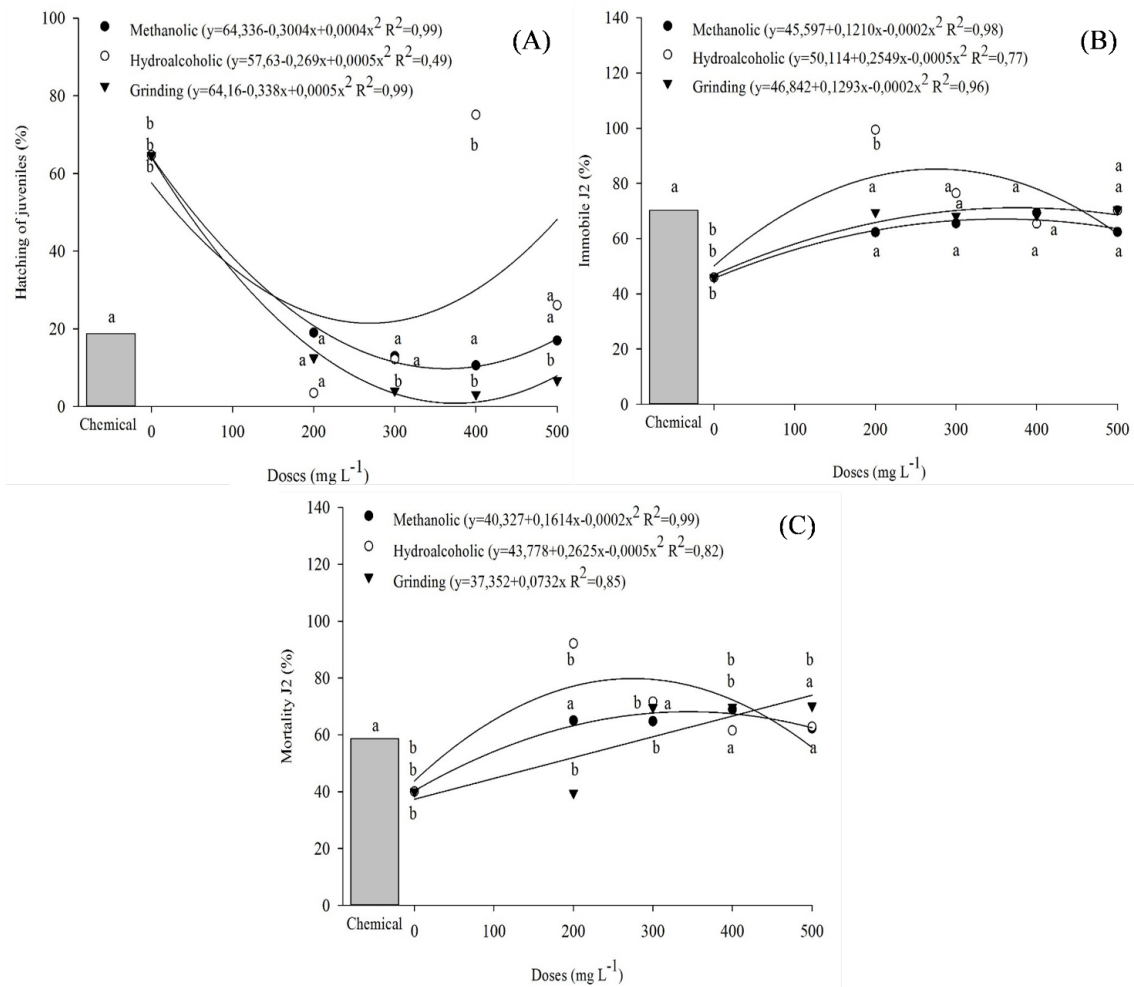 100
80
60
40
20
0
Hatching of juveniles (%)
Methanolic (y=64,336-0,3004x+0,0004x² R²=0,99)
Hydroalcoholic (y=57,63-0,269x+0,0005x² R²=0,49)
Grinding (y=64,16-0,338x+0,0005x² R²=0,99)
(A)
b
b
b
b
a
a
a
a
a
a
a
a
a
b
b
b
Chemical
0 100 200 300 400 500
Doses (mg L⁻¹)
140
120
100
80
60
40
20
0
Immobile J2 (%)
Methanolic (y=45,597+0,1210x-0,0002x² R²=0,98)
Hydroalcoholic (y=50,114+0,2549x-0,0005x² R²=0,77)
Grinding (y=46,842+0,1293x-0,0002x² R²=0,96)
(B)
b
a
a
a
a
a
a
a
a
b
b
a
a
a
a
a
b
Chemical
0 100 200 300 400 500
Doses (mg L⁻¹)
140
120
100
80
60
40
20
0
Mortality J2 (%)
Methanolic (y=40,327+0,1614x-0,0002x² R²=0,99)
Hydroalcoholic (y=43,778+0,2625x-0,0005x² R²=0,82)
Grinding (y=37,352+0,0732x R²=0,85)
(C)
b
b
b
b
a
a
b
a
a
b
b
b
a
a
b
b
Chemical
0 100 200 300 400 500
Doses (mg L⁻¹)